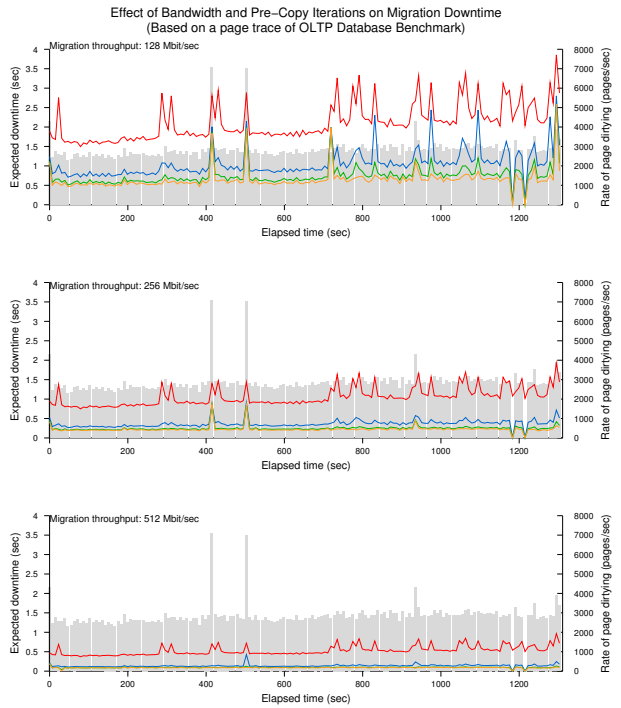 Effect of Bandwidth and Pre−Copy Iterations on Migration Downtime
(Based on a page trace of OLTP Database Benchmark)
Migration throughput: 128 Mbit/sec
Expected downtime (sec)
0 0.5 1 1.5 2 2.5 3 3.5 4
Rate of page dirtying (pages/sec)
0 1000 2000 3000 4000 5000 6000 7000 8000
0 200 400 600 800 1000 1200
Elapsed time (sec)
Migration throughput: 256 Mbit/sec
Expected downtime (sec)
0 0.5 1 1.5 2 2.5 3 3.5 4
Rate of page dirtying (pages/sec)
0 1000 2000 3000 4000 5000 6000 7000 8000
0 200 400 600 800 1000 1200
Elapsed time (sec)
Migration throughput: 512 Mbit/sec
Expected downtime (sec)
0 0.5 1 1.5 2 2.5 3 3.5 4
Rate of page dirtying (pages/sec)
0 1000 2000 3000 4000 5000 6000 7000 8000
0 200 400 600 800 1000 1200
Elapsed time (sec)